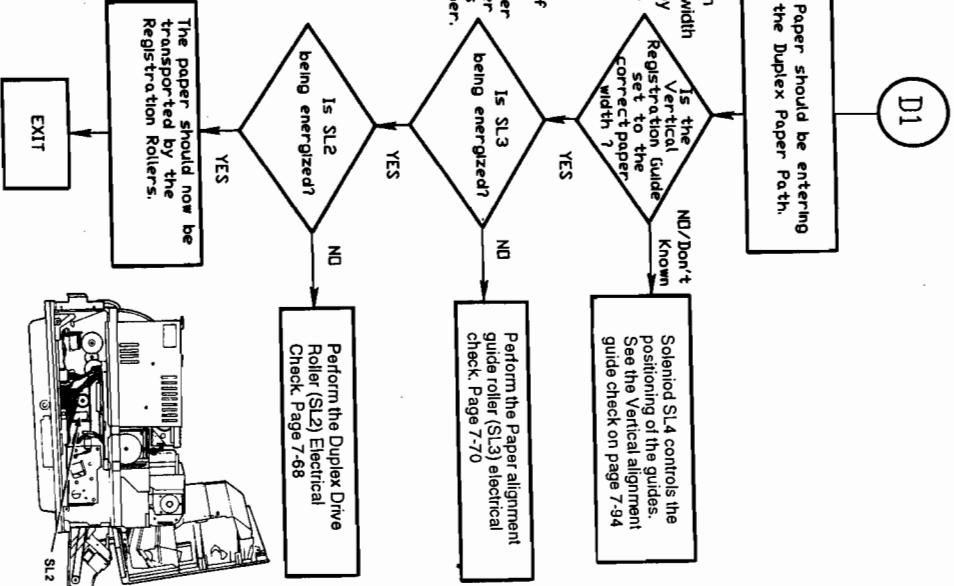 D1
Paper should be entering
the Duplex Paper Path.
width
Is the
Vertical
Registration Guide
set to the
correct paper
width ?
NO/Don't
Known
Soleniod SL4 controls the
positioning of the guides.
See the Vertical alignment
guide check on page 7-94
YES
Is SL3
being energized?
NO
Perform the Paper alignment
guide roller (SL3) electrical
check. Page 7-70
YES
Is SL2
being energized?
NO
Perform the Duplex Drive
Roller (SL2) Electrical
Check. Page 7-68
YES
The paper should now be
transported by the
Registration Rollers.
EXIT
SL2